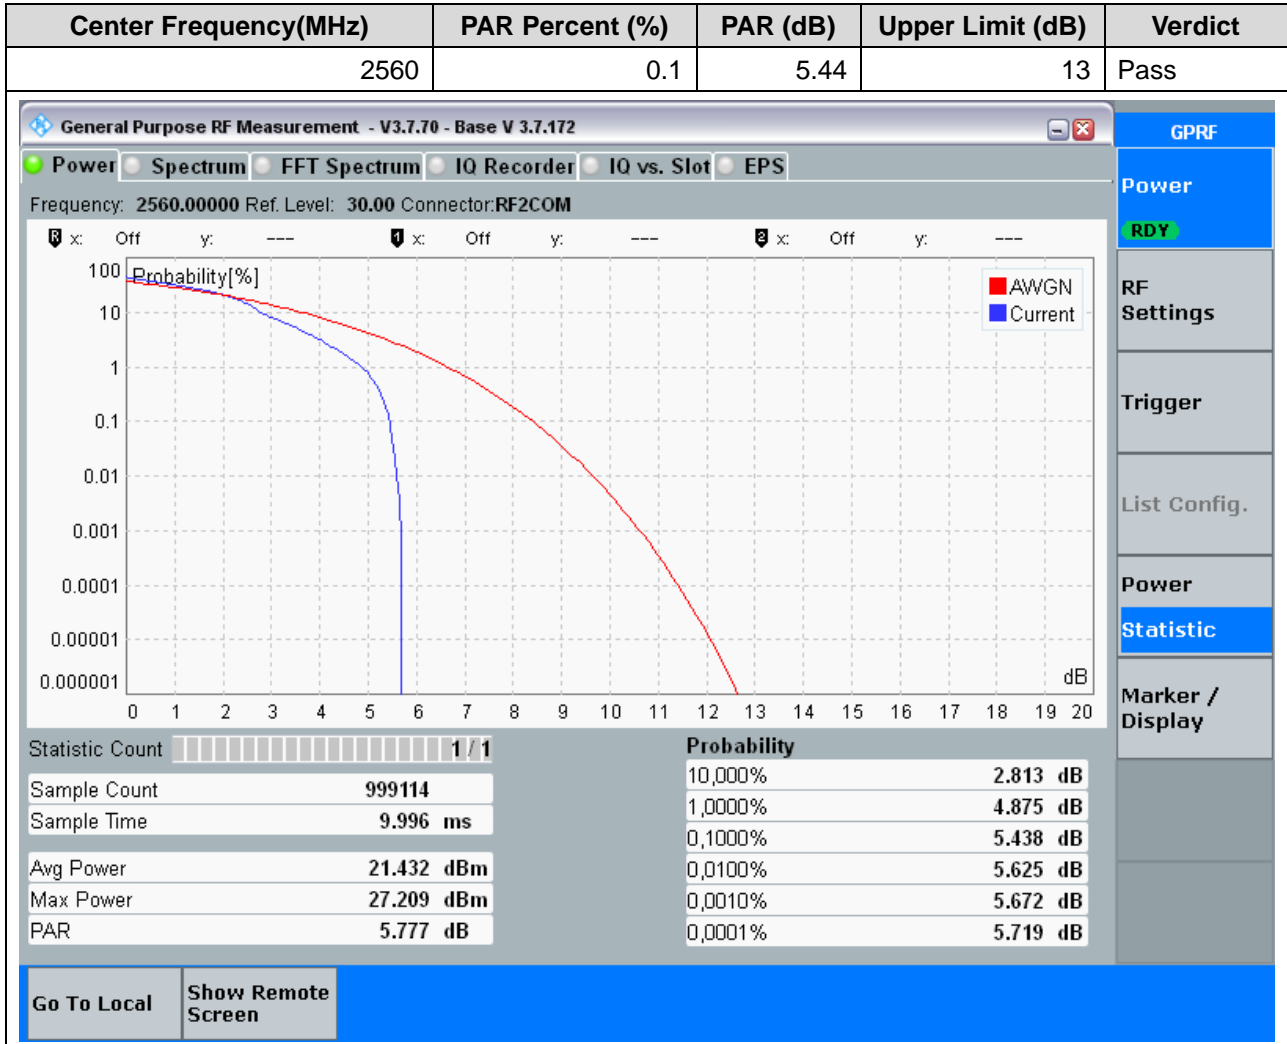 Center Frequency(MHz) PAR Percent (%) PAR (dB) Upper Limit (dB) Verdict
2560 0.1 5.44 13 Pass
General Purpose RF Measurement - V3.7.70 - Base V 3.7.172
GPRF
Power Spectrum FFT Spectrum IQ Recorder IQ vs. Slot EPS
Power
RDY
Frequency: 2560.00000 Ref. Level: 30.00 Connector:RF2COM
R x: Off y: --- 1 x: Off y: --- 2 x: Off y: ---
Probability[%]
AWGN
Current
100
10
1
0.1
0.01
0.001
0.0001
0.00001
0.000001
dB
0 1 2 3 4 5 6 7 8 9 10 11 12 13 14 15 16 17 18 19 20
RF
Settings
Trigger
List Config.
Power
Statistic
Marker /
Display
Statistic Count 1 / 1
Sample Count 999114
Sample Time 9.996 ms
Avg Power 21.432 dBm
Max Power 27.209 dBm
PAR 5.777 dB
Probability
10,000% 2.813 dB
1,0000% 4.875 dB
0,1000% 5.438 dB
0,0100% 5.625 dB
0,0010% 5.672 dB
0,0001% 5.719 dB
Go To Local
Show Remote
Screen